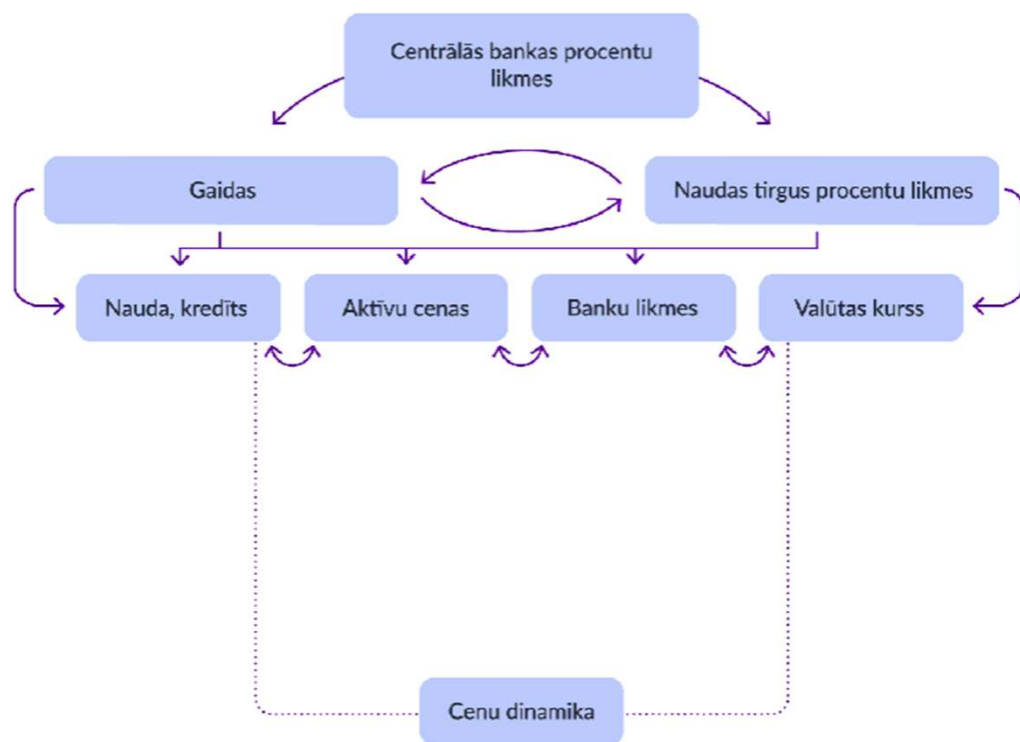 Centrālās bankas procentu
likmes
Gaidas
Naudas tirgus procentu likmes
Nauda, kredīts
Aktīvu cenas
Banku likmes
Valūtas kurss
Cenu dinamika